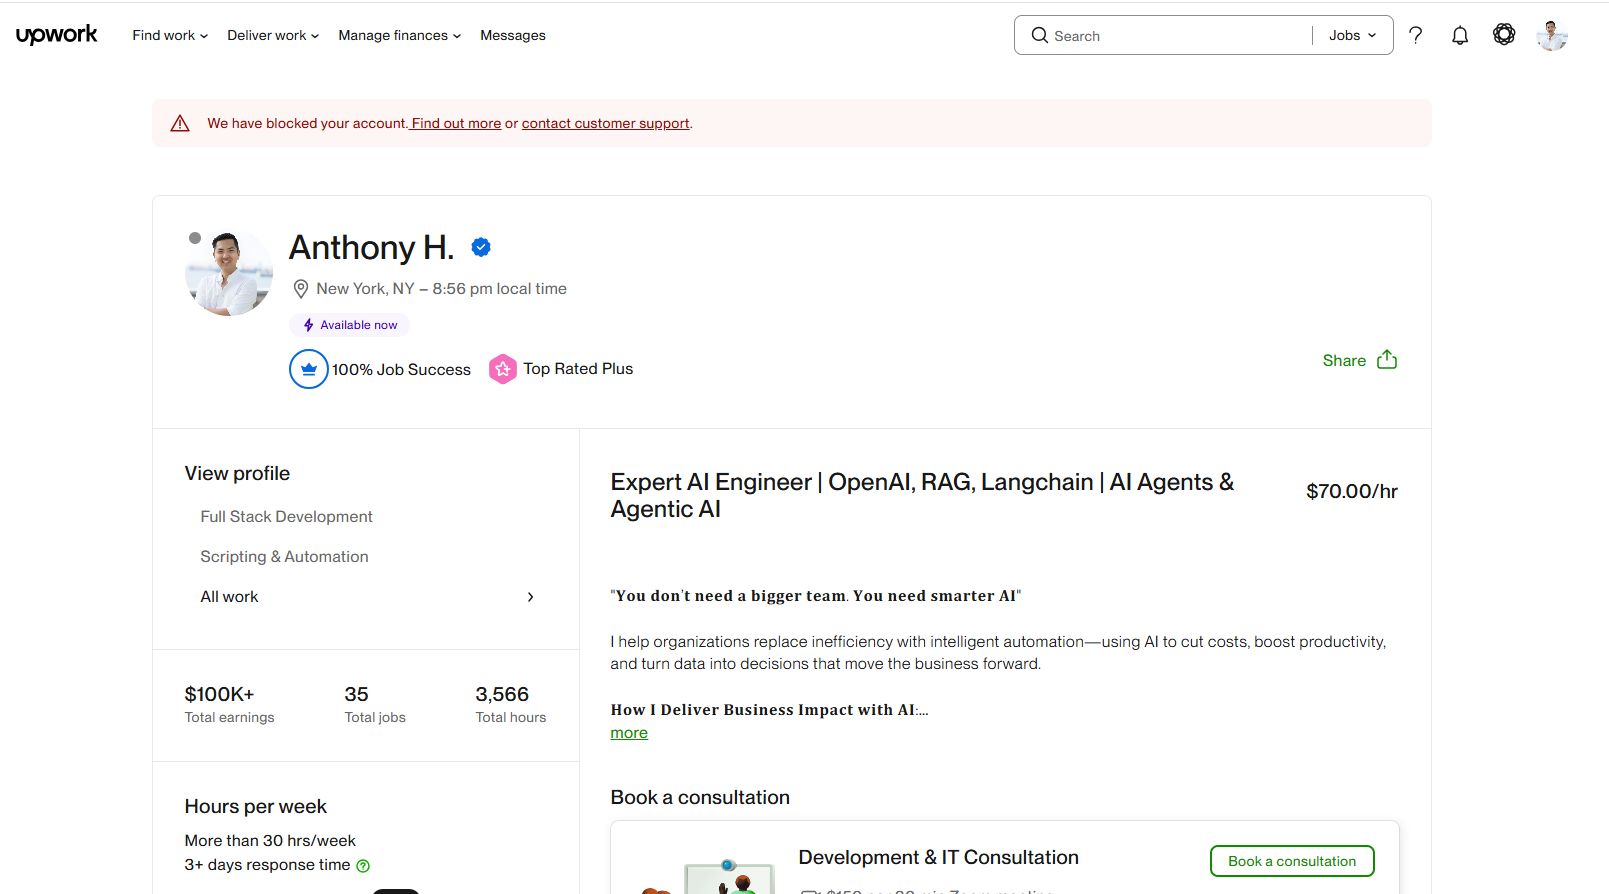 upwork
Find work
Deliver work
Manage finances
Messages
Search
Jobs
We have blocked your account. Find out more or contact customer support.
Anthony H.
New York, NY – 8:56 pm local time
Available now
100% Job Success
Top Rated Plus
Share
View profile
Full Stack Development
Scripting & Automation
All work
$100K+
Total earnings
35
Total jobs
3,566
Total hours
Hours per week
More than 30 hrs/week
3+ days response time
Expert AI Engineer | OpenAI, RAG, Langchain | AI Agents &
Agentic AI
$70.00/hr
"You don't need a bigger team. You need smarter AI"
I help organizations replace inefficiency with intelligent automation—using AI to cut costs, boost productivity,
and turn data into decisions that move the business forward.
How I Deliver Business Impact with AI:...
more
Book a consultation
Development & IT Consultation
Book a consultation